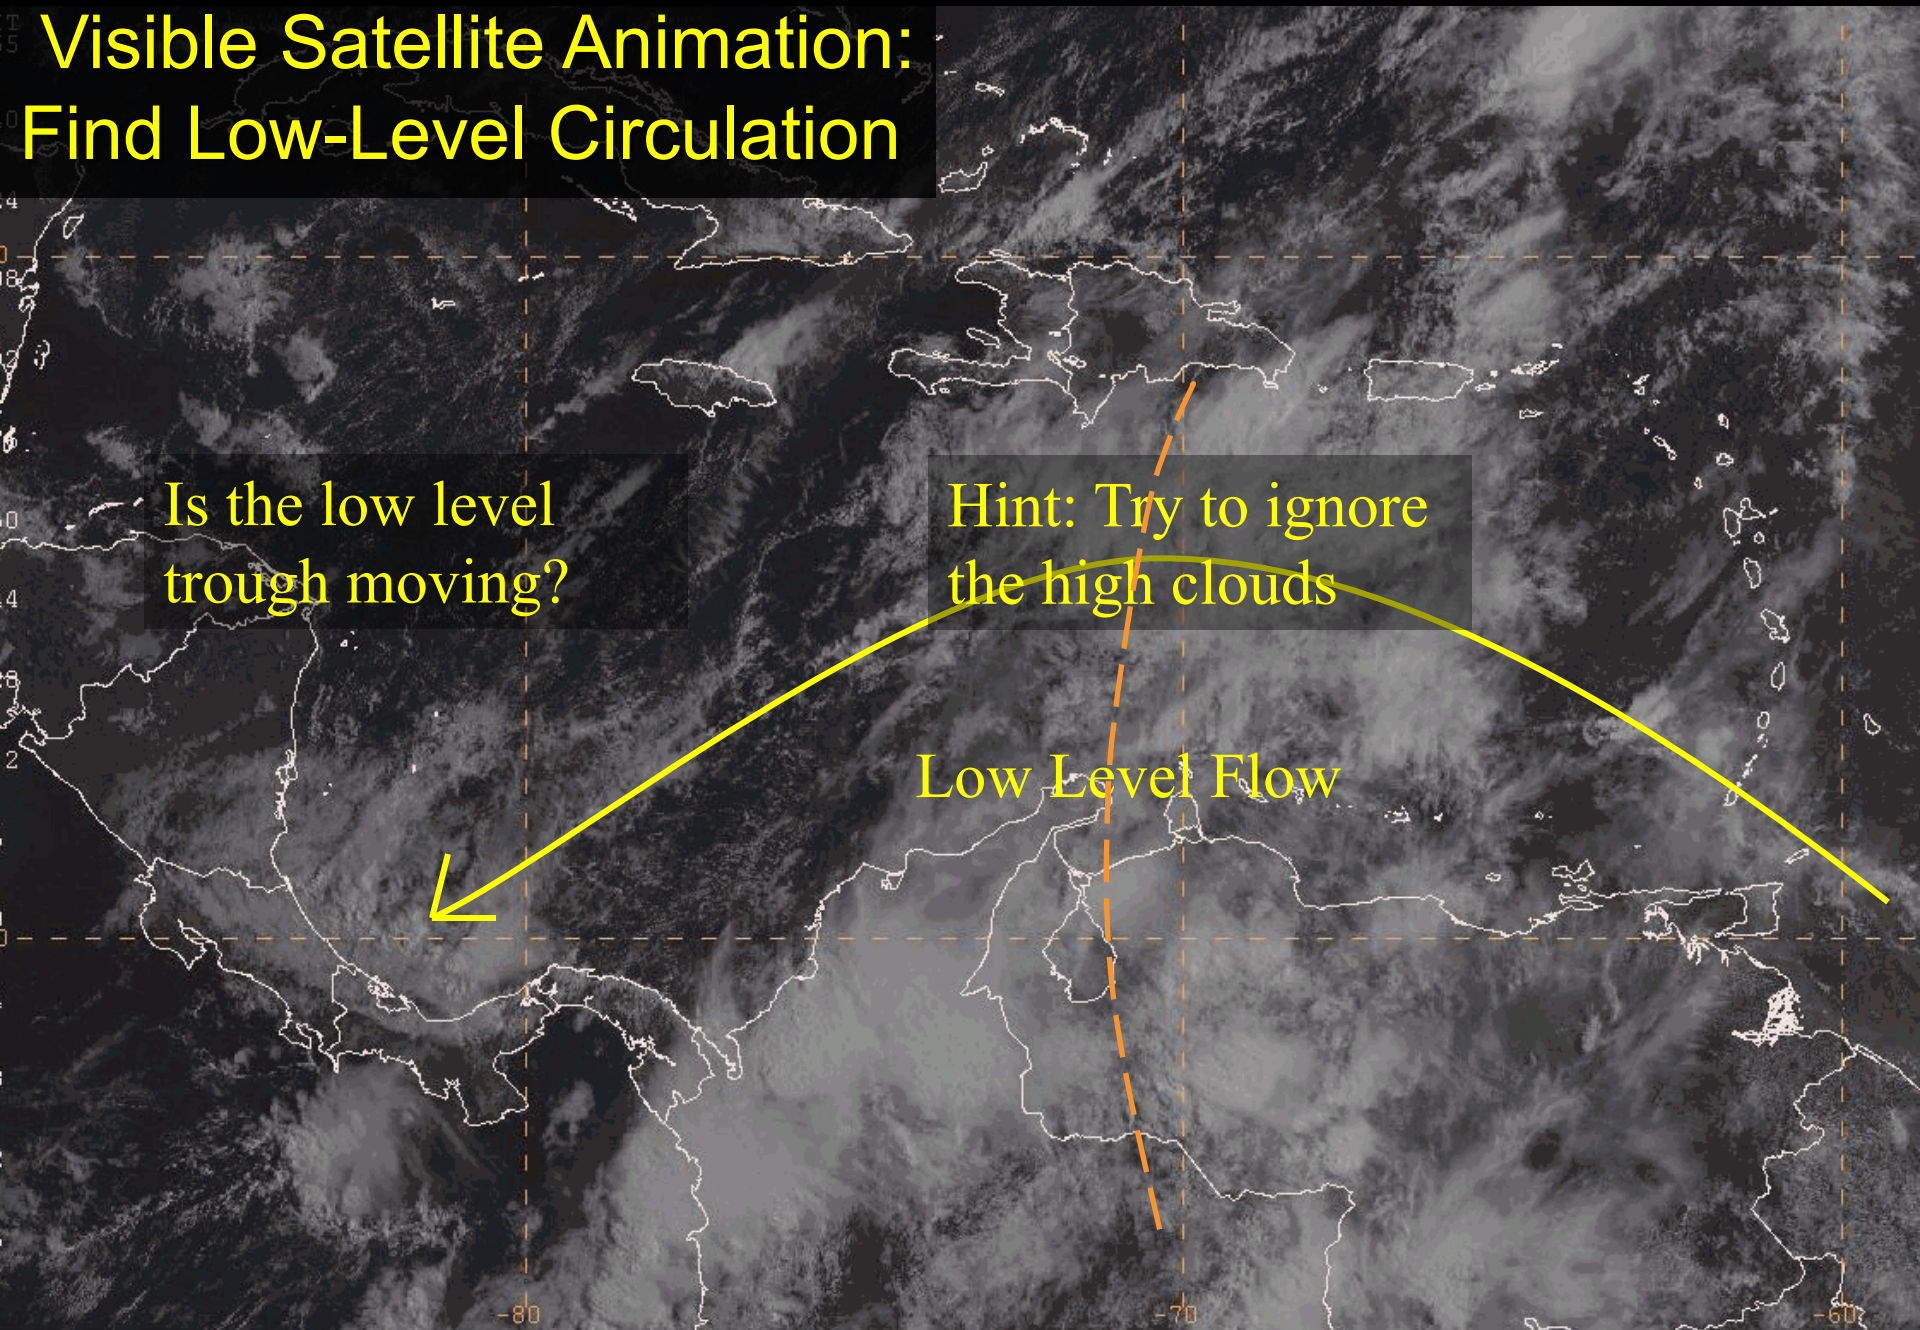 Visible Satellite Animation:
Find Low-Level Circulation
Is the low level
trough moving?
Hint: Try to ignore
the high clouds
Low Level Flow
-80
-70
-60